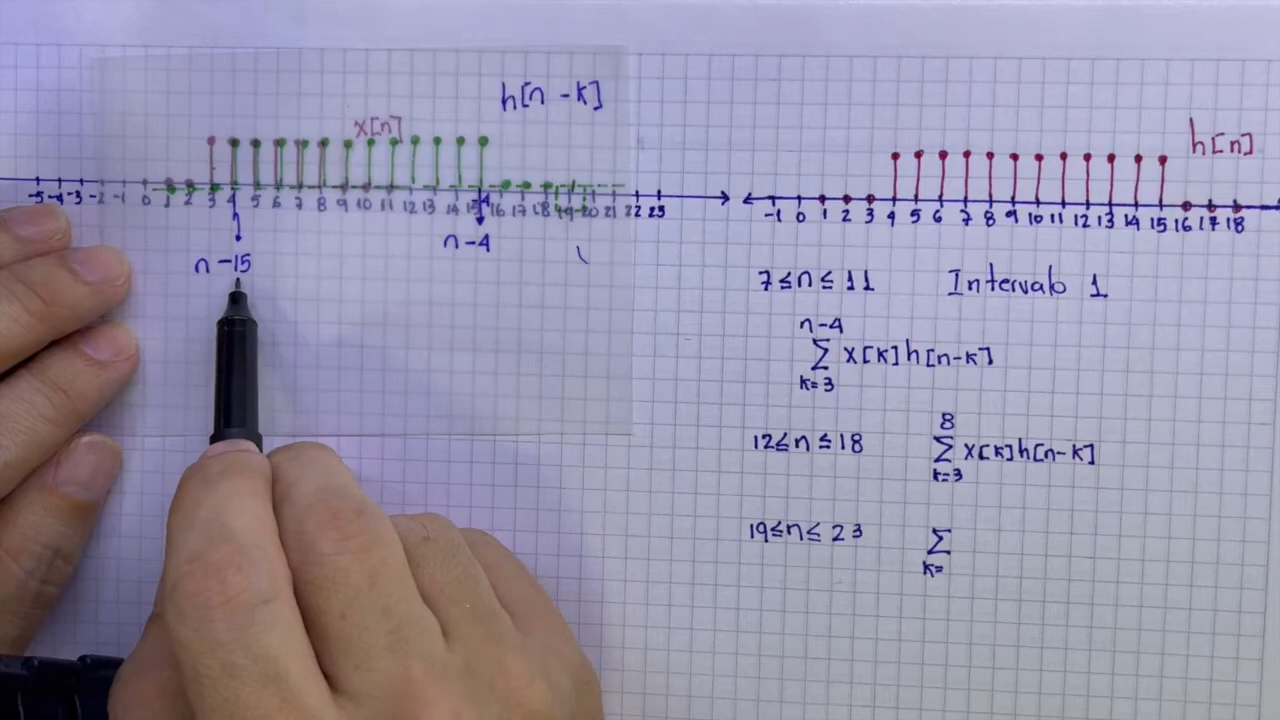 h[n-k]
x[n]
-5 -4 -3 -2 -1 0 1 2 3 4 5 6 7 8 9 10 11 12 13 14 15 16 17 18 19 20 21 22 23
n-15
n-4
h[n]
-1 0 1 2 3 4 5 6 7 8 9 10 11 12 13 14 15 16 17 18
7≤n≤11 Intervalo 1
n-4
∑ x[k]h[n-k]
k=3
8
12≤n≤18 ∑ x[k]h[n-k]
k=3
19≤n≤23 ∑
k=